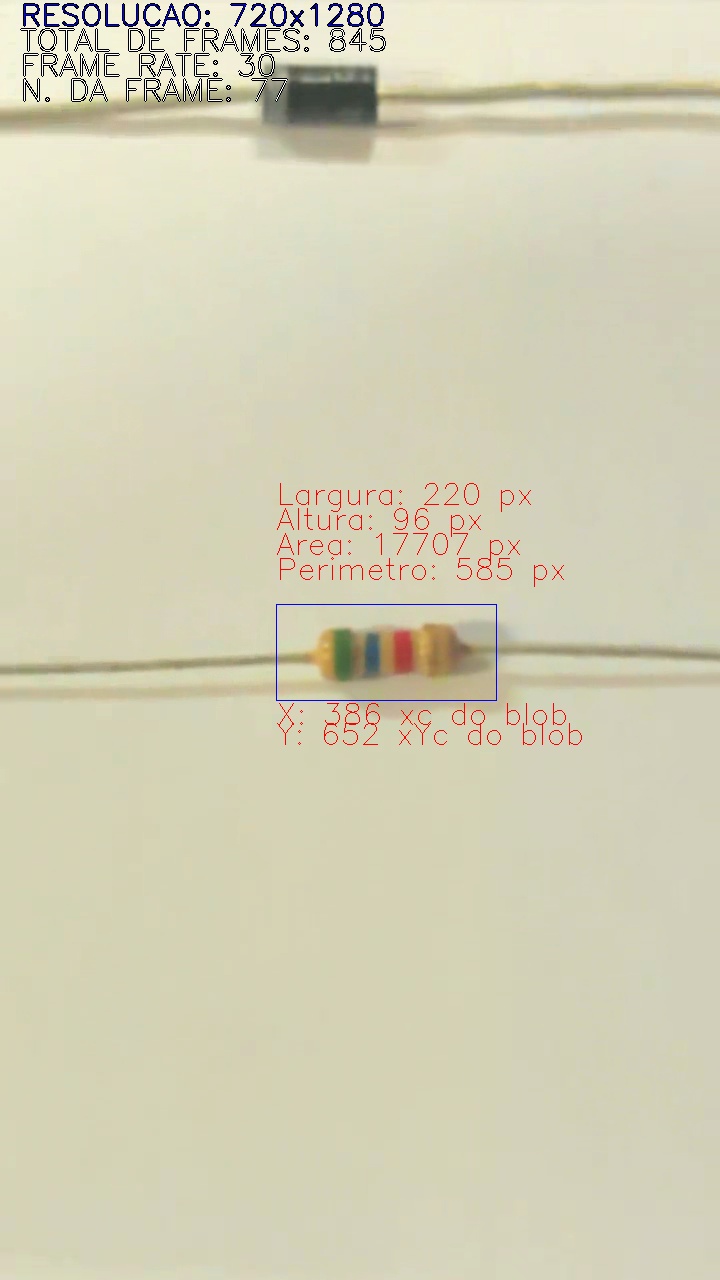 RESOLUCAO: 720x1280
TOTAL DE FRAMES: 845
FRAME RATE: 30
N. DA FRAME: 77
Largura: 220 px
Altura: 96 px
Area: 17707 px
Perimetro: 585 px
X: 386 xc do blob
Y: 652 xYc do blob